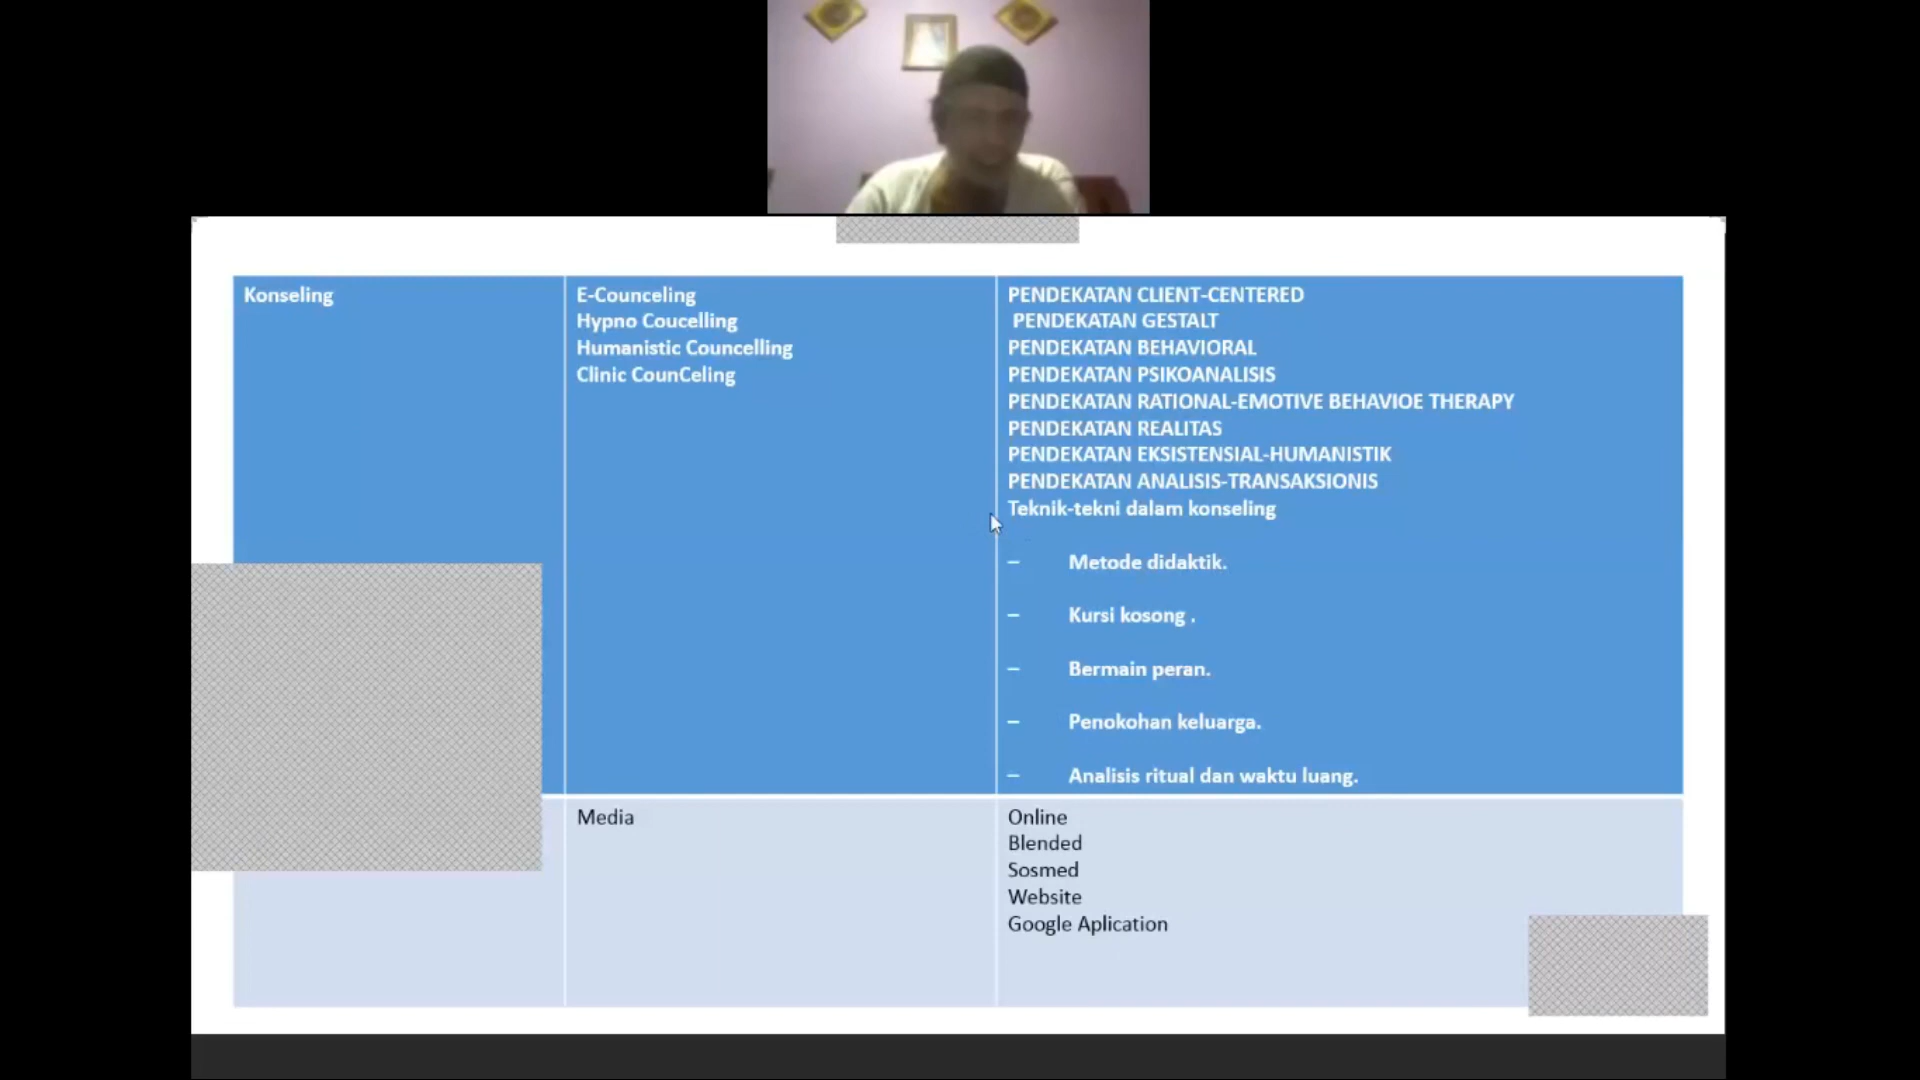 Konseling
E-Counceling
Hypno Coucelling
Humanistic Councelling
Clinic CounCeling
PENDEKATAN CLIENT-CENTERED
PENDEKATAN GESTALT
PENDEKATAN BEHAVIORAL
PENDEKATAN PSIKOANALISIS
PENDEKATAN RATIONAL-EMOTIVE BEHAVIOE THERAPY
PENDEKATAN REALITAS
PENDEKATAN EKSISTENSIAL-HUMANISTIK
PENDEKATAN ANALISIS-TRANSAKSIONIS
Teknik-tekni dalam konseling
– Metode didaktik.
– Kursi kosong .
– Bermain peran.
– Penokohan keluarga.
– Analisis ritual dan waktu luang.
Media
Online
Blended
Sosmed
Website
Google Aplication